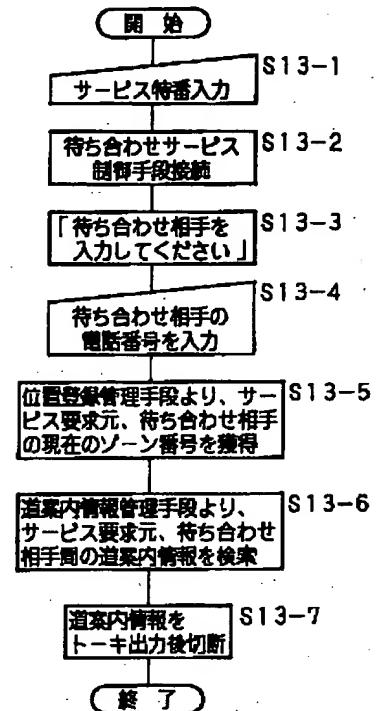 開 始
サービス特番入力
S13-1
待ち合わせサービス
制御手段接続
S13-2
「待ち合わせ相手を
入力してください」
S13-3
待ち合わせ相手の
電話番号を入力
S13-4
位置登録管理手段より、サー
ビス要求元、待ち合わせ相手
の現在のゾーン番号を獲得
S13-5
道案内情報管理手段より、
サービス要求元、待ち合わせ
相手間の道案内情報を検索
S13-6
道案内情報を
トーキ出力後切断
S13-7
終 了